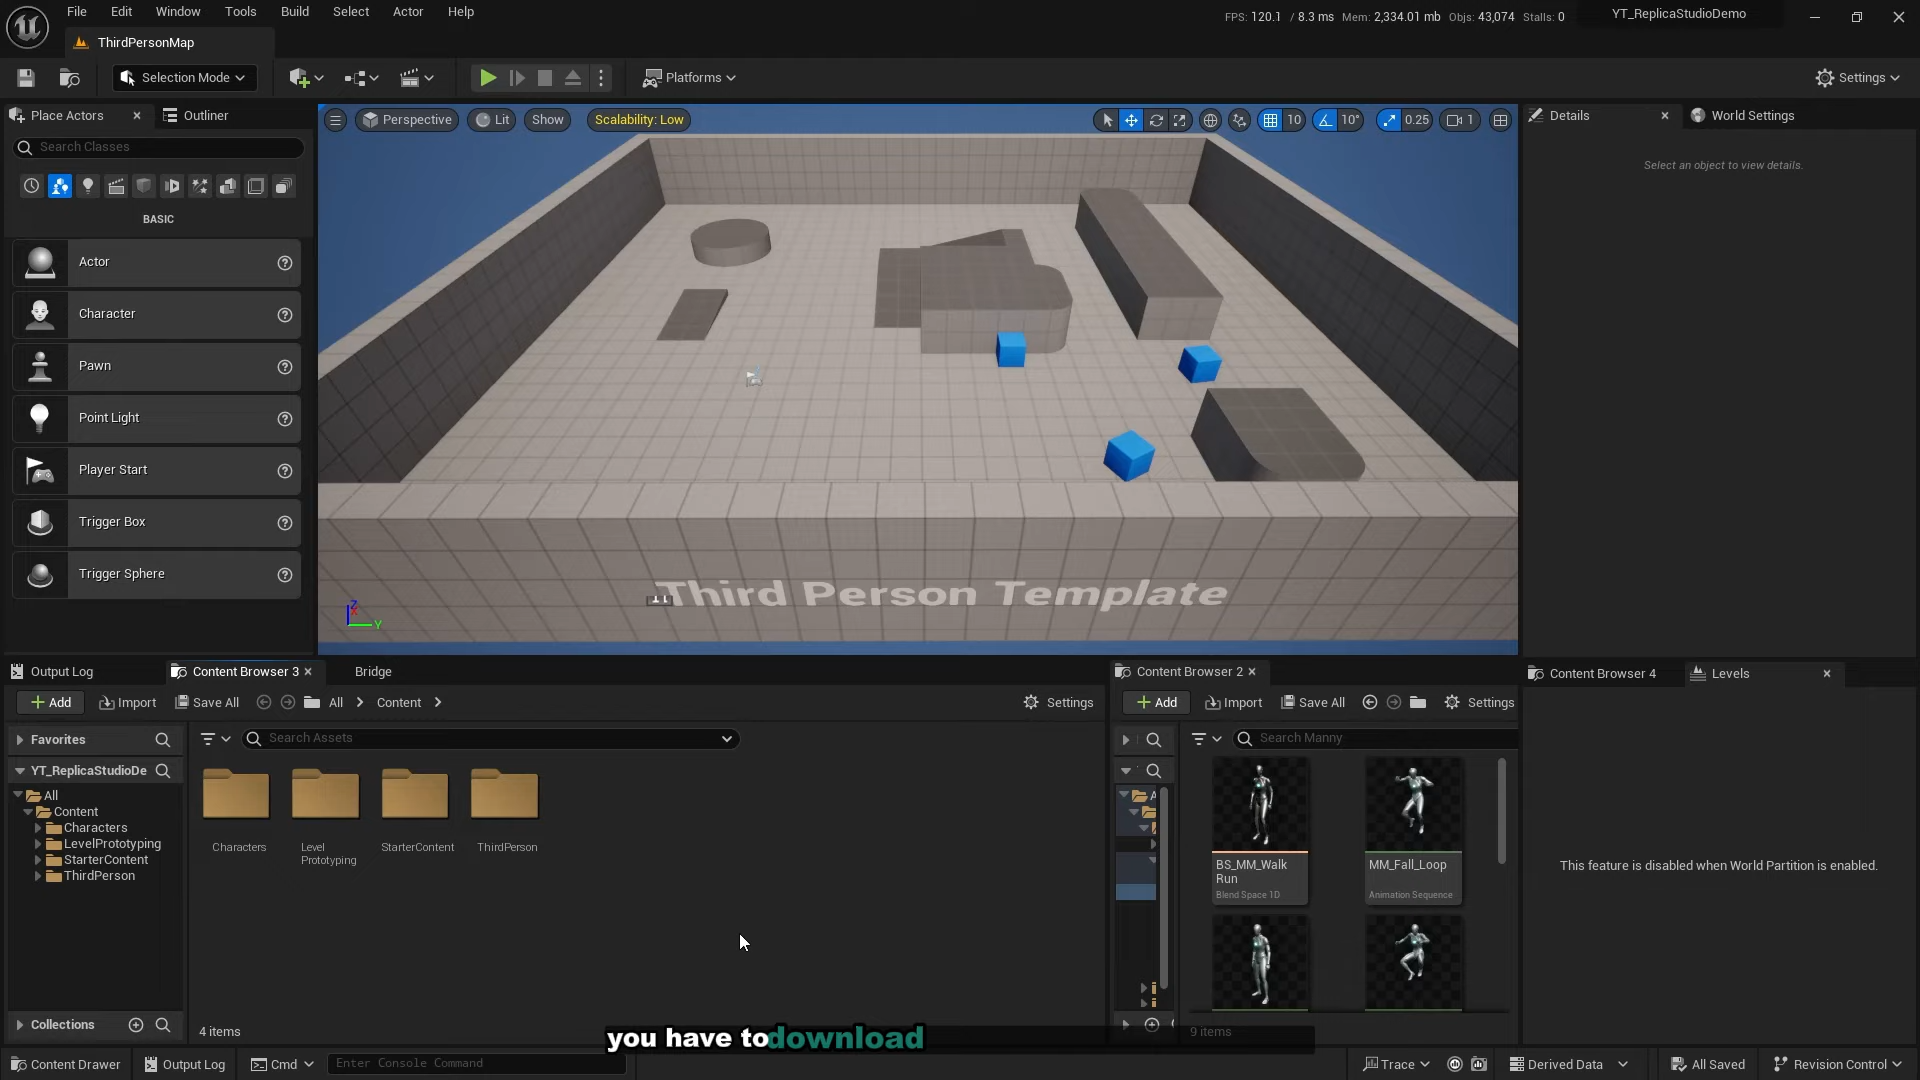 File Edit Window Tools Build Select Actor Help
FPS: 120.1 / 8.3 ms Mem: 2,334.01 mb Objs: 43,074 Stalls: 0
YT_ReplicaStudioDemo
ThirdPersonMap
Selection Mode
Platforms
Settings
Place Actors
Outliner
Search Classes
BASIC
Actor
Character
Pawn
Point Light
Player Start
Trigger Box
Trigger Sphere
Perspective
Lit
Show
Scalability: Low
10
10°
0.25
1
Third Person Template
Z
Y
Details
World Settings
Select an object to view details.
Output Log
Content Browser 3
Bridge
Add
Import
Save All
All
Content
Settings
Favorites
Search Assets
YT_ReplicaStudioDe
All
Content
Characters
LevelPrototyping
StarterContent
ThirdPerson
Collections
Characters
Level
Prototyping
StarterContent
ThirdPerson
4 items
Content Browser 2
Add
Import
Save All
Settings
Search Manny
BS_MM_Walk
Run
Blend Space 1D
MM_Fall_Loop
Animation Sequence
9 items
Content Browser 4
Levels
This feature is disabled when World Partition is enabled.
you have to download
Content Drawer
Output Log
Cmd
Enter Console Command
Trace
Derived Data
All Saved
Revision Control